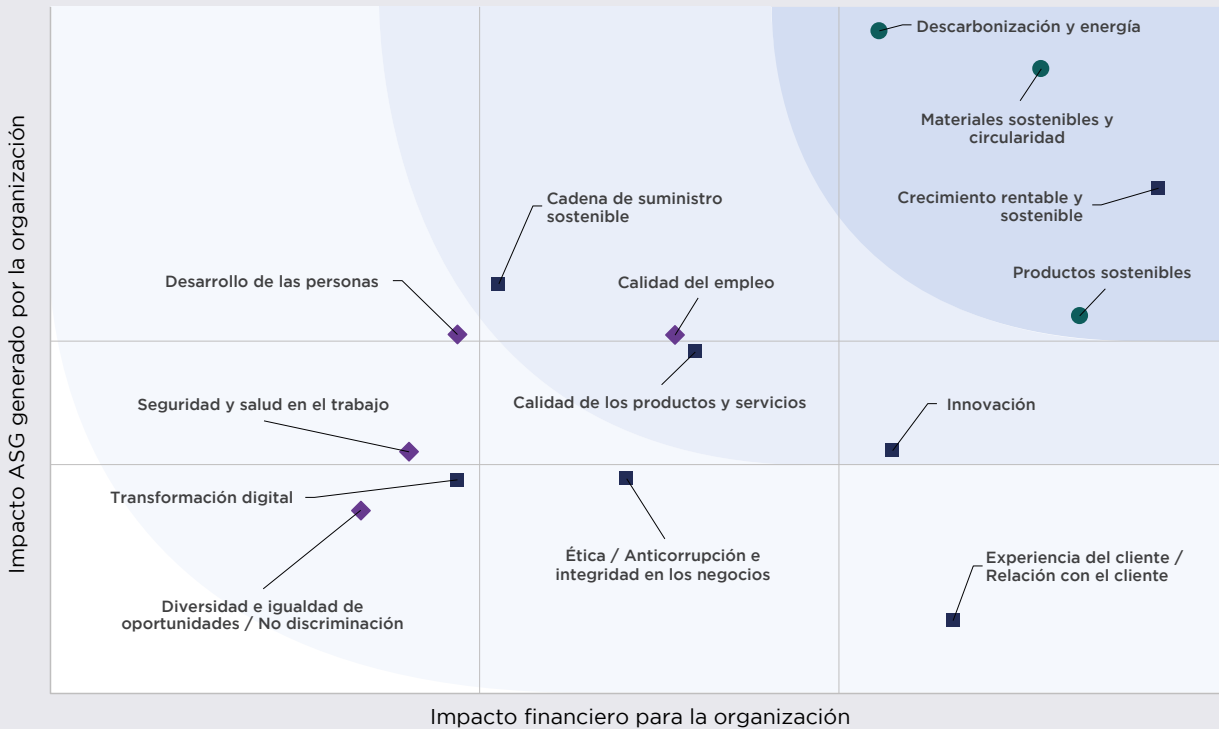 Impacto ASG generado por la organización
Descarbonización y energía
Materiales sostenibles y
circularidad
Cadena de suministro
sostenible
Crecimiento rentable y
sostenible
Desarrollo de las personas
Calidad del empleo
Productos sostenibles
Seguridad y salud en el trabajo
Calidad de los productos y servicios
Innovación
Transformación digital
Ética / Anticorrupción e
integridad en los negocios
Experiencia del cliente /
Relación con el cliente
Diversidad e igualdad de
oportunidades / No discriminación
Impacto financiero para la organización